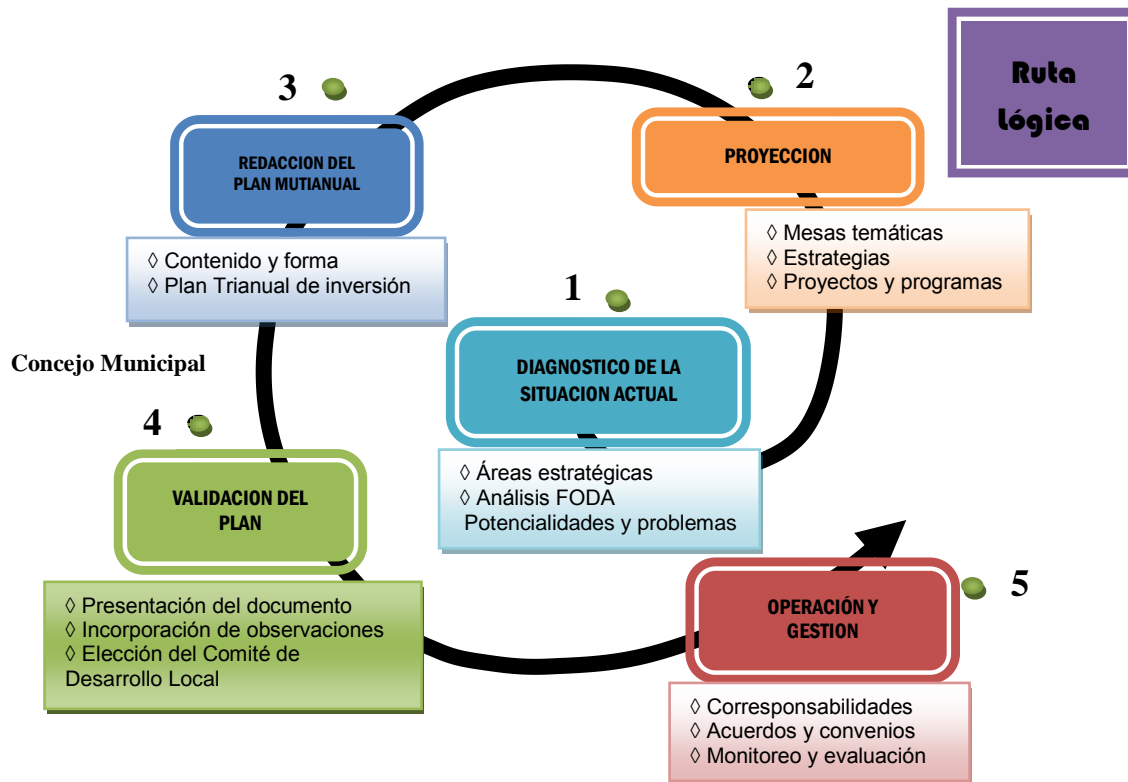 Ruta
Lógica
1
DIAGNOSTICO DE LA
SITUACION ACTUAL
◊ Áreas estratégicas
◊ Análisis FODA
Potencialidades y problemas
2
PROYECCION
◊ Mesas temáticas
◊ Estrategias
◊ Proyectos y programas
3
REDACCION DEL
PLAN MUTIANUAL
◊ Contenido y forma
◊ Plan Trianual de inversión
Concejo Municipal
4
VALIDACION DEL
PLAN
◊ Presentación del documento
◊ Incorporación de observaciones
◊ Elección del Comité de
Desarrollo Local
5
OPERACIÓN Y
GESTION
◊ Corresponsabilidades
◊ Acuerdos y convenios
◊ Monitoreo y evaluación